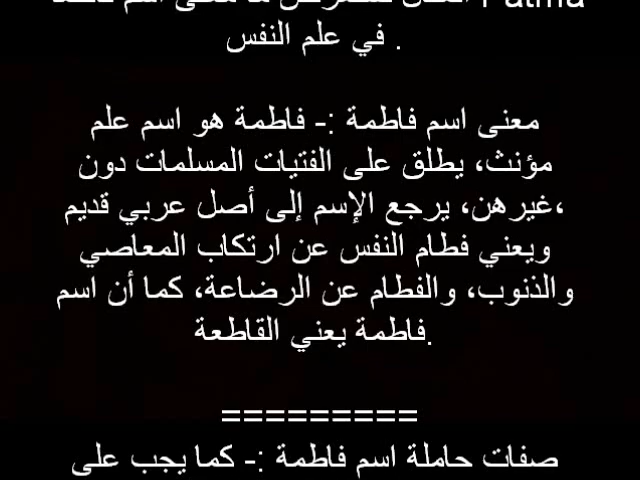 Fatma
في علم النفس .
معنى اسم فاطمة :- فاطمة هو اسم علم
مؤنث، يطلق على الفتيات المسلمات دون
غيرهن، يرجع الإسم إلى أصل عربي قديم،
ويعني فطام النفس عن ارتكاب المعاصي
والذنوب، والفطام عن الرضاعة، كما أن اسم
فاطمة يعني القاطعة.
=========
صفات حاملة اسم فاطمة :- كما يجب على